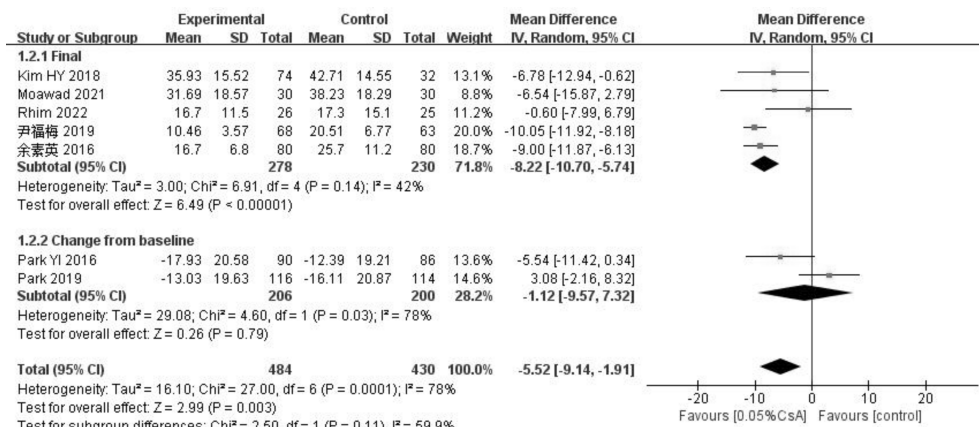 Experimental Control Mean Difference Mean Difference
Study or Subgroup Mean SD Total Mean SD Total Weight IV, Random, 95% CI IV, Random, 95% CI
1.2.1 Final
Kim HY 2018 35.93 15.52 74 42.71 14.55 32 13.1% -6.78 [-12.94, -0.62]
Moawad 2021 31.69 18.57 30 38.23 18.29 30 8.8% -6.54 [-15.87, 2.79]
Rhim 2022 16.7 11.5 26 17.3 15.1 25 11.2% -0.60 [-7.99, 6.79]
尹福梅 2019 10.46 3.57 68 20.51 6.77 63 20.0% -10.05 [-11.92, -8.18]
余素英 2016 16.7 6.8 80 25.7 11.2 80 18.7% -9.00 [-11.87, -6.13]
Subtotal (95% CI) 278 230 71.8% -8.22 [-10.70, -5.74]
Heterogeneity: Tau² = 3.00; Chi² = 6.91, df = 4 (P = 0.14); I² = 42%
Test for overall effect: Z = 6.49 (P < 0.00001)
1.2.2 Change from baseline
Park YI 2016 -17.93 20.58 90 -12.39 19.21 86 13.6% -5.54 [-11.42, 0.34]
Park 2019 -13.03 19.63 116 -16.11 20.87 114 14.6% 3.08 [-2.16, 8.32]
Subtotal (95% CI) 206 200 28.2% -1.12 [-9.57, 7.32]
Heterogeneity: Tau² = 29.08; Chi² = 4.60, df = 1 (P = 0.03); I² = 78%
Test for overall effect: Z = 0.26 (P = 0.79)
Total (95% CI) 484 430 100.0% -5.52 [-9.14, -1.91]
Heterogeneity: Tau² = 16.10; Chi² = 27.00, df = 6 (P = 0.0001); I² = 78%
Test for overall effect: Z = 2.99 (P = 0.003)
Test for subgroup differences: Chi² = 2.50, df = 1 (P = 0.11), I² = 59.9%
-20 -10 0 10 20
Favours [0.05%CsA] Favours [control]